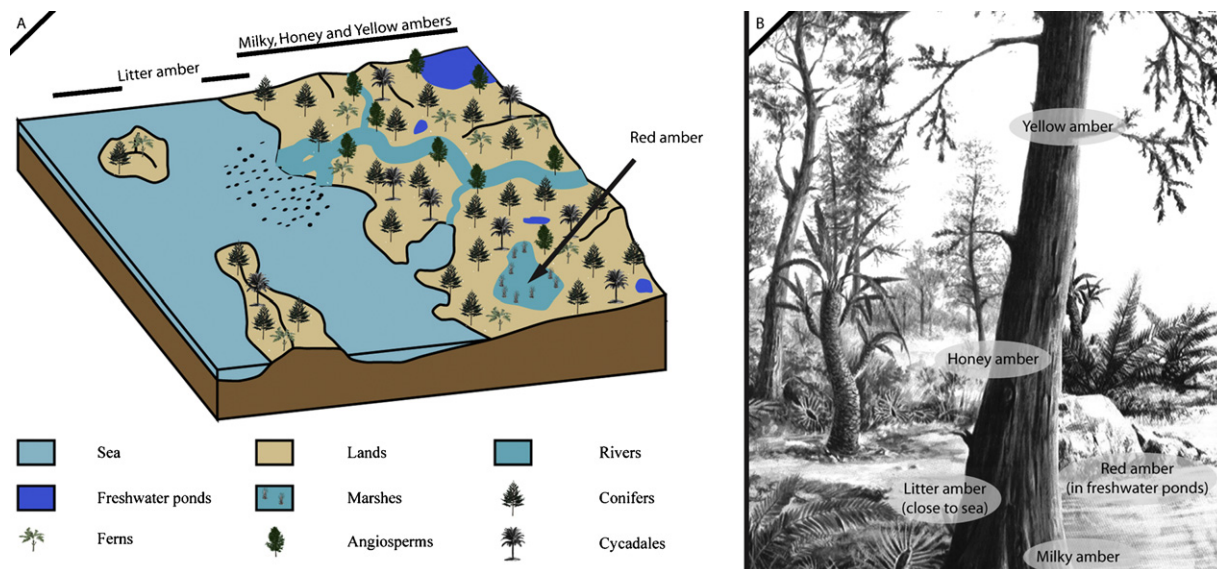 A
Milky, Honey and Yellow ambers
Litter amber
Red amber
Sea
Lands
Rivers
Freshwater ponds
Marshes
Conifers
Ferns
Angiosperms
Cycadales
B
Yellow amber
Honey amber
Red amber
(in freshwater ponds)
Litter amber
(close to sea)
Milky amber